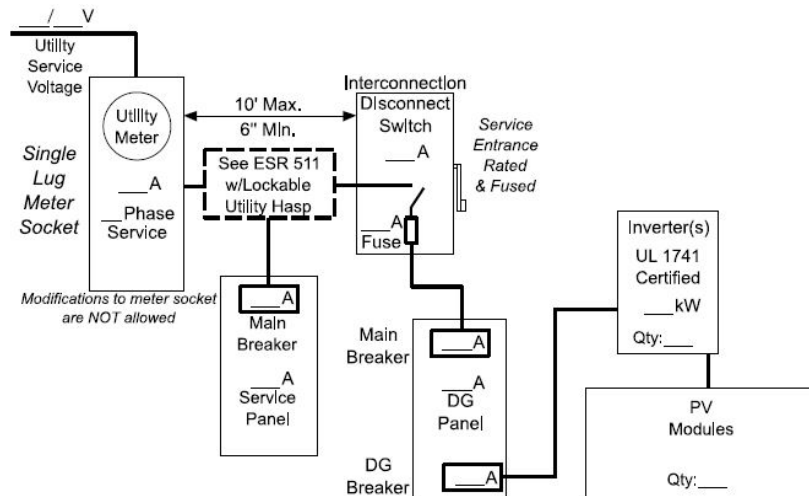 ___/___V
Utility
Service
Voltage
Utility
Meter
___A
__Phase
Service
Single
Lug
Meter
Socket
Modifications to meter socket
are NOT allowed
10' Max.
6" Min.
See ESR 511
w/Lockable
Utility Hasp
Interconnection
Disconnect
Switch
___A
___A
Fuse
Service
Entrance
Rated
& Fused
___A
Main
Breaker
___A
Service
Panel
Main
Breaker
___A
___A
DG
Panel
DG
Breaker
___A
Inverter(s)
UL 1741
Certified
___kW
Qty:___
PV
Modules
Qty:___